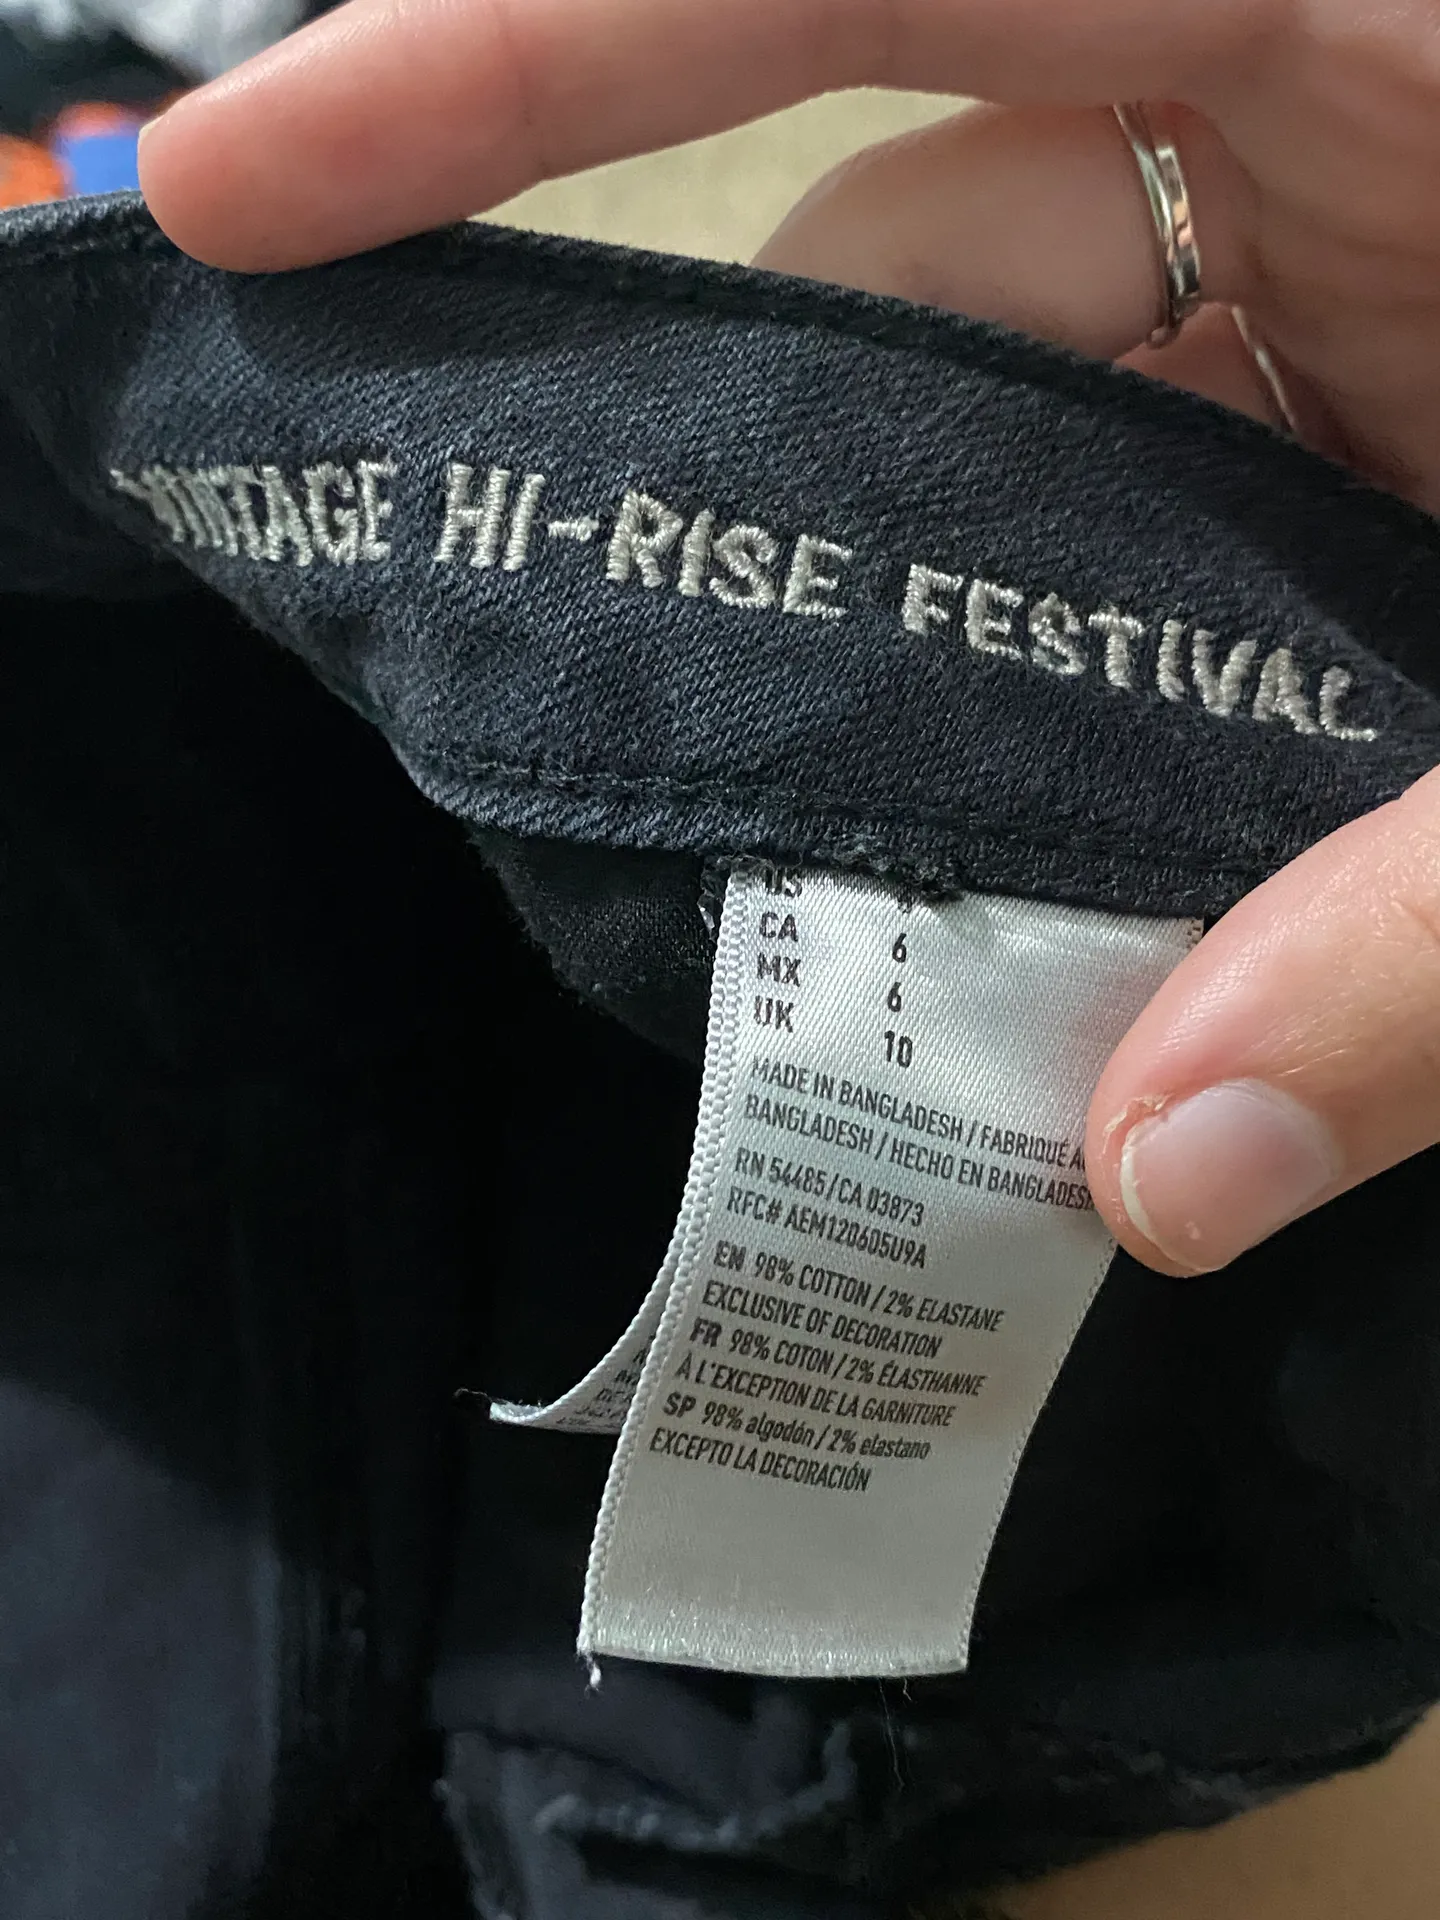 VINTAGE HI-RISE FESTIVAL
US
CA 6
MX 6
UK 10
MADE IN BANGLADESH / FABRIQUÉ
BANGLADESH / HECHO EN BANGLADESH
RN 54485/CA 03873
RFC# AEM120605U9A
EN 98% COTTON / 2% ELASTANE
EXCLUSIVE OF DECORATION
FR 98% COTON / 2% ÉLASTHANNE
À L'EXCEPTION DE LA GARNITURE
SP 98% algodón / 2% elastano
EXCEPTO LA DECORACIÓN